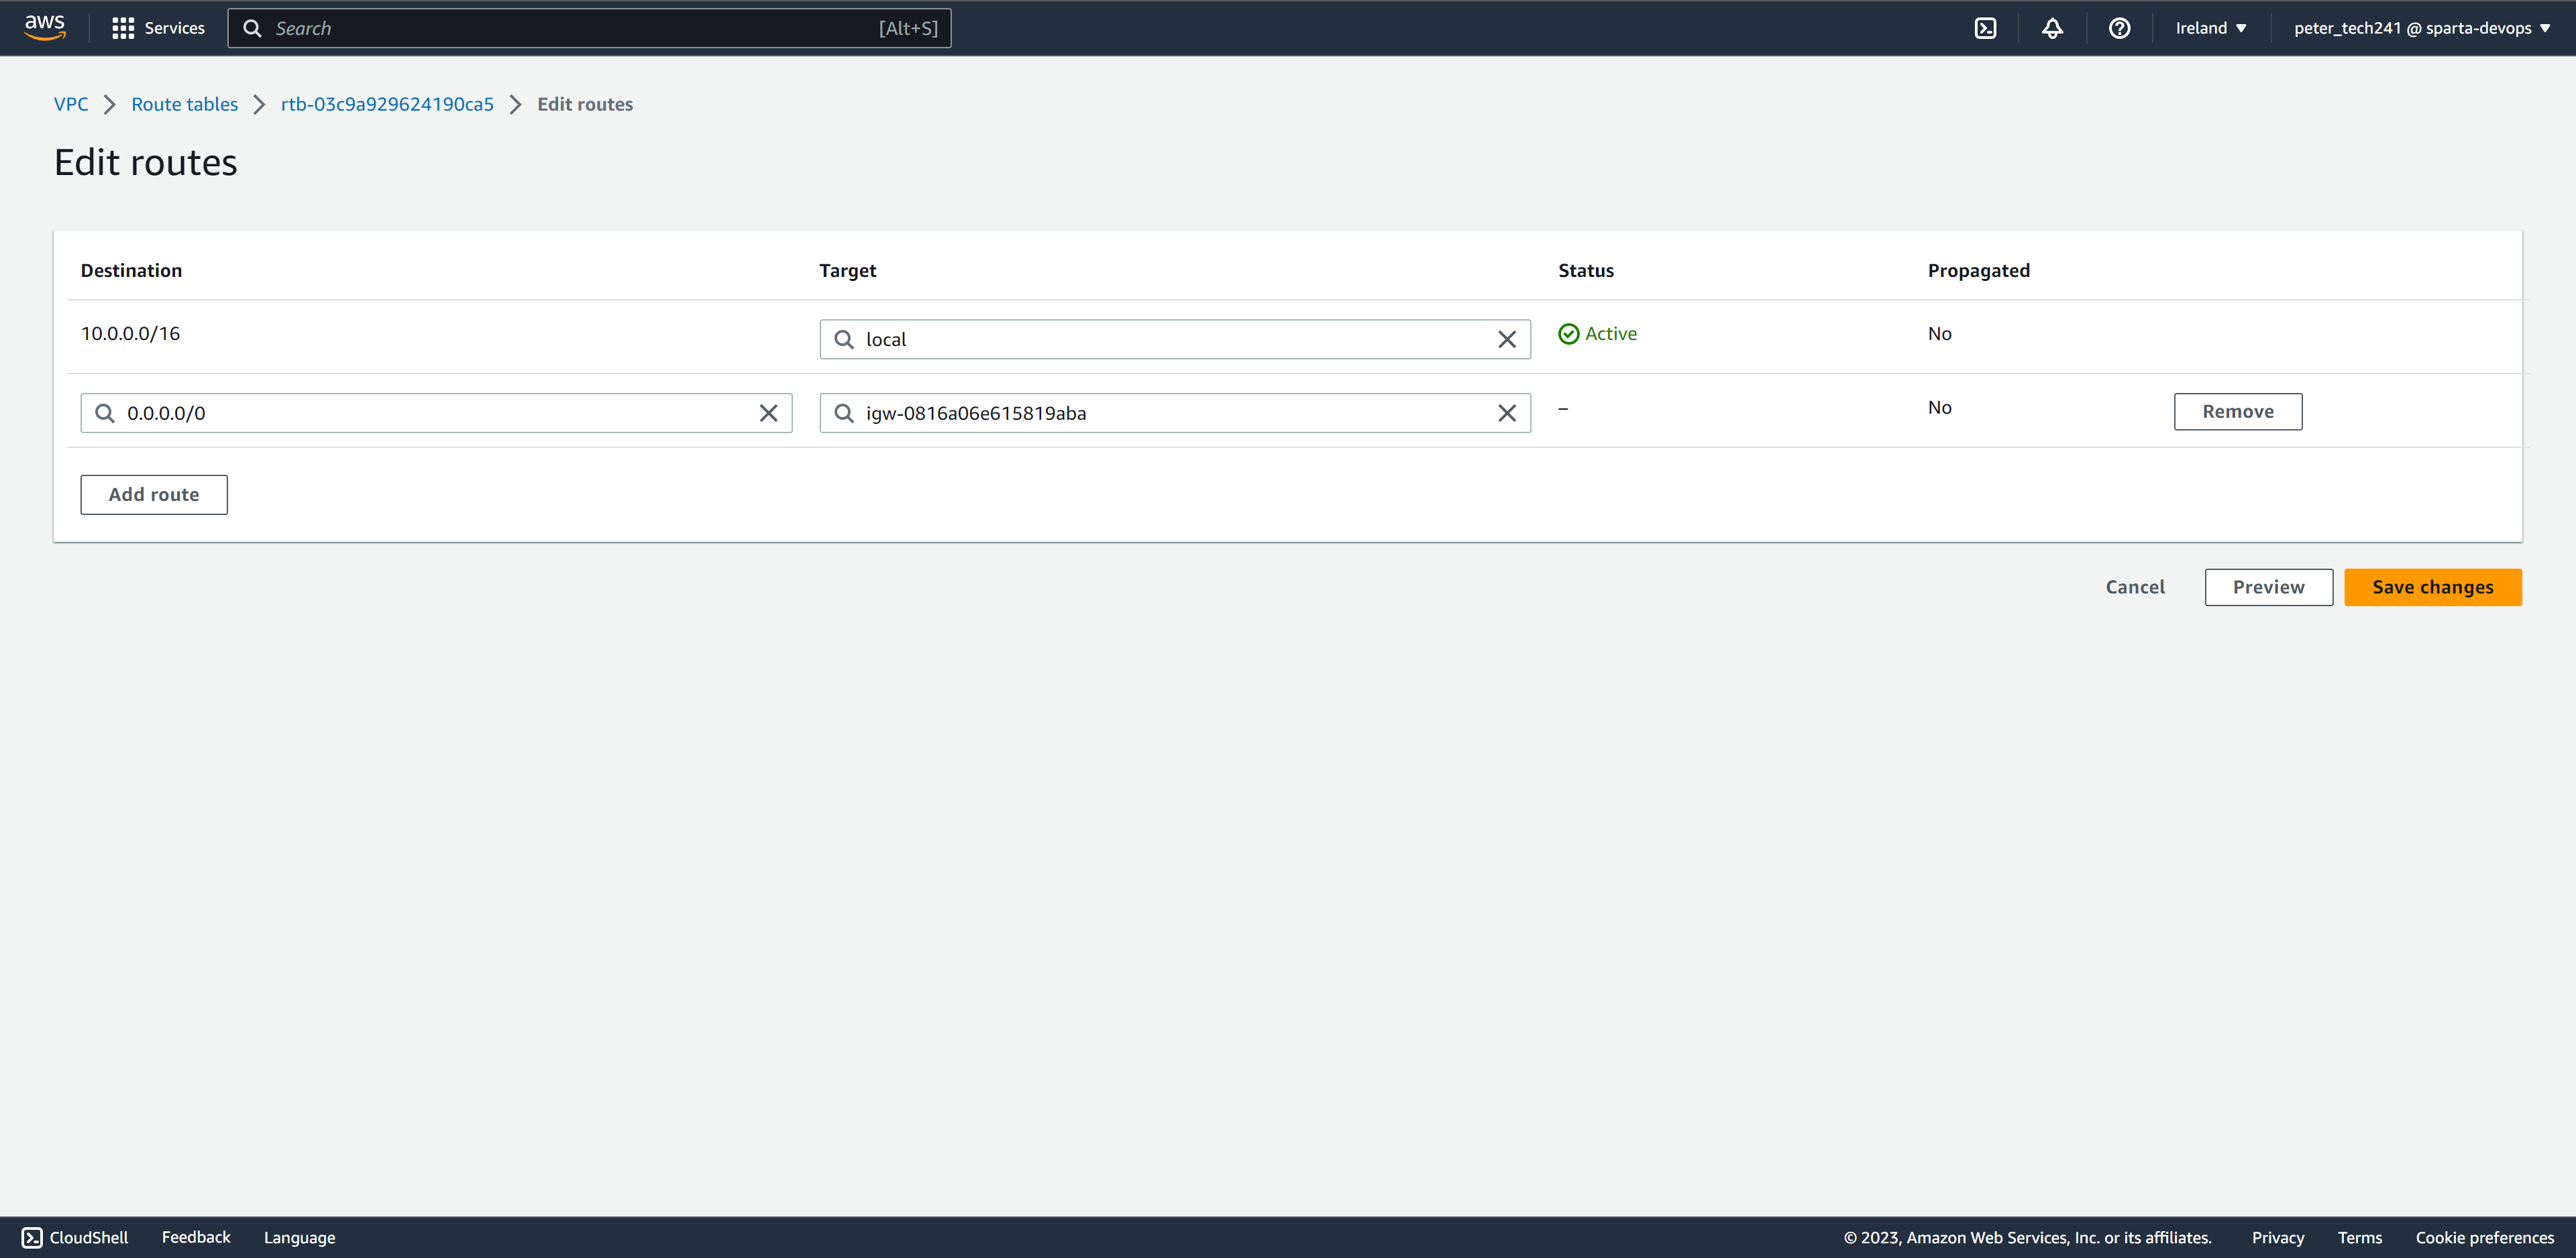 aws Services Search [Alt+S] Ireland peter_tech241 @ sparta-devops
VPC Route tables rtb-03c9a929624190ca5 Edit routes
Edit routes
Destination Target Status Propagated
10.0.0.0/16 local Active No
0.0.0.0/0 igw-0816a06e615819aba – No Remove
Add route
Cancel Preview Save changes
CloudShell Feedback Language © 2023, Amazon Web Services, Inc. or its affiliates. Privacy Terms Cookie preferences